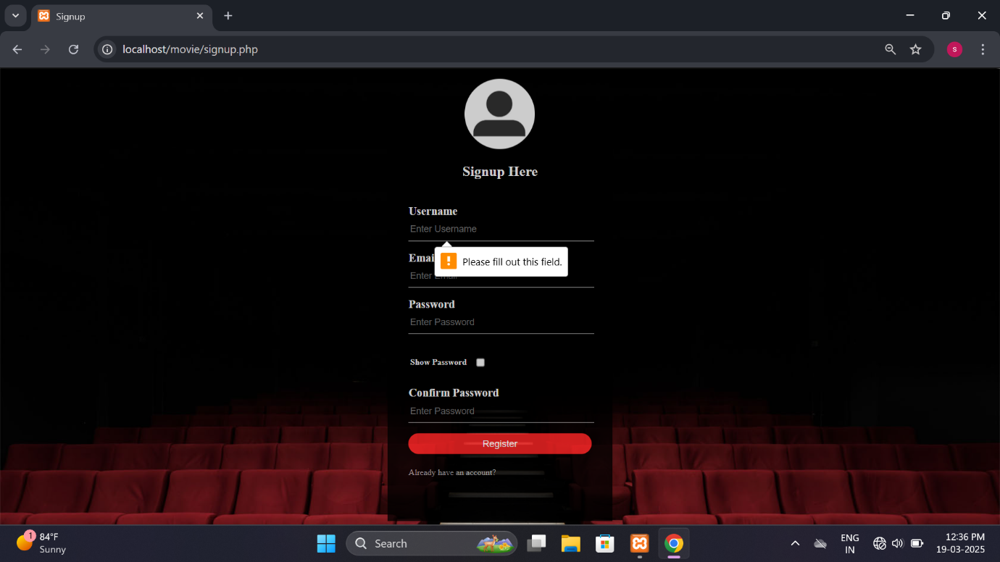 Signup
localhost/movie/signup.php
s
Signup Here
Username
Enter Username
Please fill out this field.
Email
Enter Email
Password
Enter Password
Show Password
Confirm Password
Enter Password
Register
Already have an account?
1
84°F
Sunny
Search
ENG
IN
12:36 PM
19-03-2025